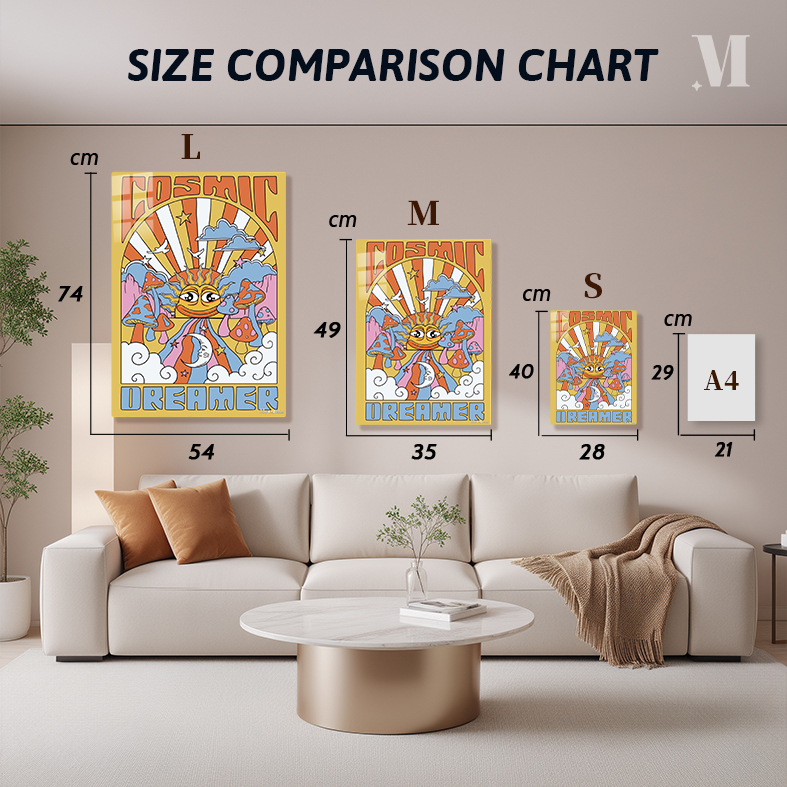 SIZE COMPARISON CHART
M
cm
L
COSMIC
DREAMER
74
54
cm
M
COSMIC
DREAMER
49
35
cm
S
COSMIC
DREAMER
40
28
cm
A4
29
21